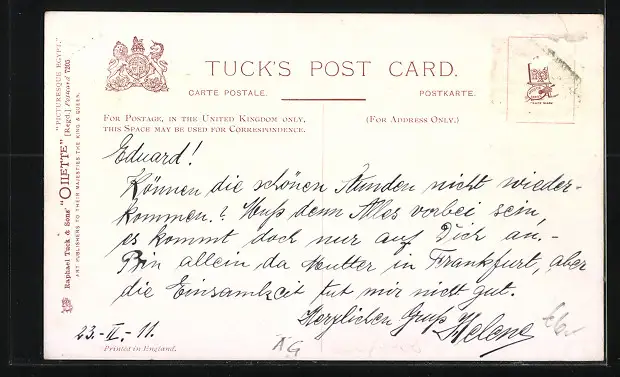 TUCK'S POST CARD.
CARTE POSTALE.
POSTKARTE.
FOR POSTAGE, IN THE UNITED KINGDOM ONLY,
THIS SPACE MAY BE USED FOR CORRESPONDENCE.
(FOR ADDRESS ONLY.)
Raphael Tuck & Sons' "OILETTE" [Regd.] Postcard 7205
"PICTURESQUE EGYPT."
ART PUBLISHERS TO THEIR MAJESTIES THE KING & QUEEN.
Eduard!
Können die schönen Stunden nicht wieder-
kommen.? Muß denn Alles vorbei sein,
es kommt doch nur auf Dich an.-
Bin allein da Mutter in Frankfurt, aber
die Einsamkeit tut mir nicht gut.
Herzlichen Gruß
Helene
23.-II.-11.
Printed in England.